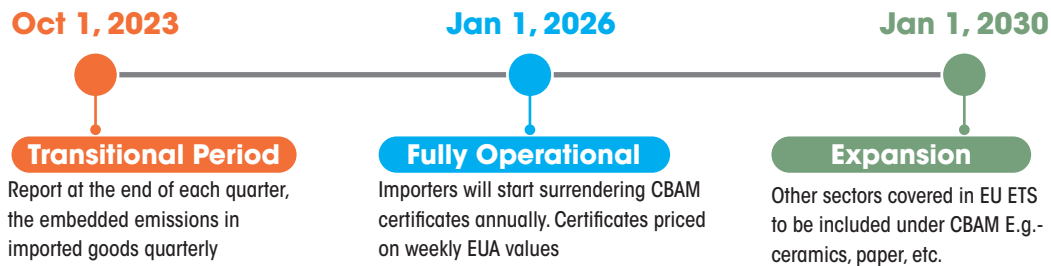 Oct 1, 2023
Jan 1, 2026
Jan 1, 2030
Transitional Period
Report at the end of each quarter,
the embedded emissions in
imported goods quarterly
Fully Operational
Importers will start surrendering CBAM
certificates annually. Certificates priced
on weekly EUA values
Expansion
Other sectors covered in EU ETS
to be included under CBAM E.g.-
ceramics, paper, etc.